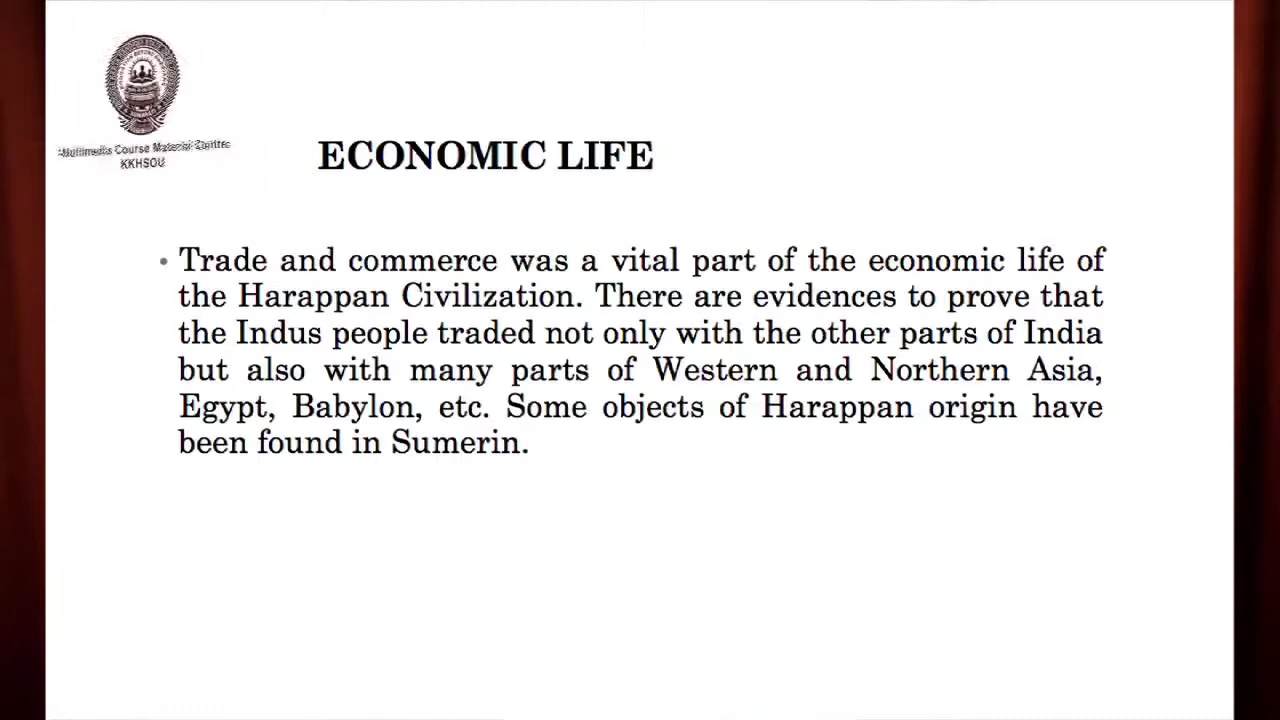 Multimedia Course Material Centre
KKHSOU
ECONOMIC LIFE
• Trade and commerce was a vital part of the economic life of
the Harappan Civilization. There are evidences to prove that
the Indus people traded not only with the other parts of India
but also with many parts of Western and Northern Asia,
Egypt, Babylon, etc. Some objects of Harappan origin have
been found in Sumerin.